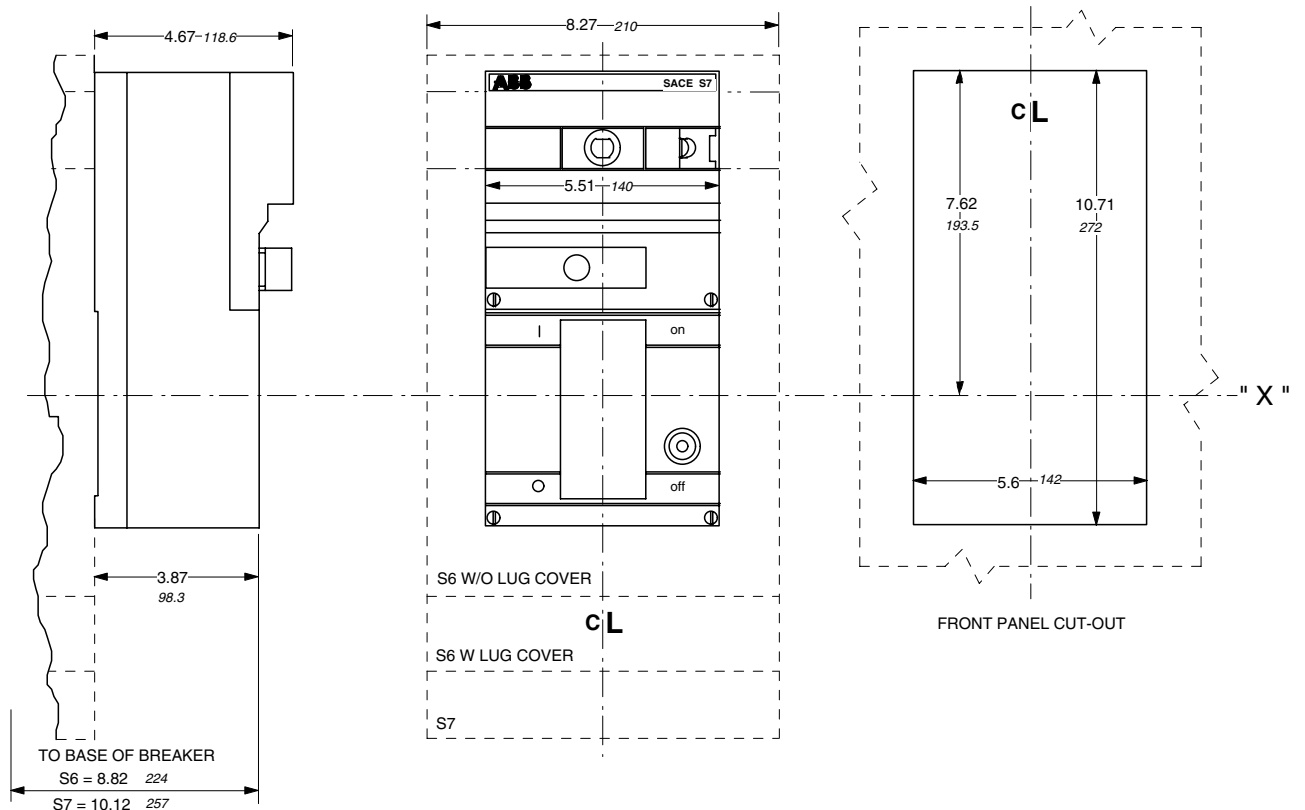 4.67 118.6
8.27 210
ABB
SACE S7
5.51 140
I
on
off
S6 W/O LUG COVER
CL
S6 W LUG COVER
S7
3.87
98.3
TO BASE OF BREAKER
S6 = 8.82 224
S7 = 10.12 257
CL
7.62
193.5
10.71
272
" X "
5.6 142
FRONT PANEL CUT-OUT